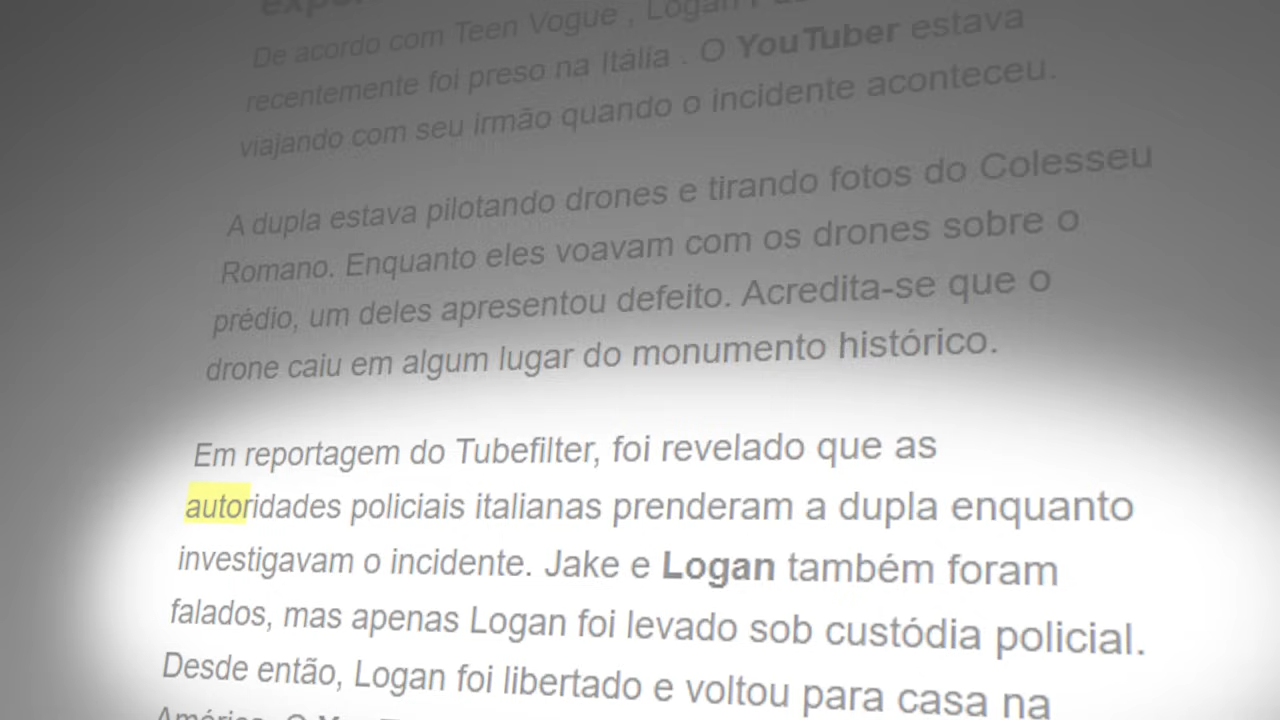 De acordo com Teen Vogue , Logan
recentemente foi preso na Itália . O YouTuber estava
viajando com seu irmão quando o incidente aconteceu.
A dupla estava pilotando drones e tirando fotos do Colesseu
Romano. Enquanto eles voavam com os drones sobre o
prédio, um deles apresentou defeito. Acredita-se que o
drone caiu em algum lugar do monumento histórico.
Em reportagem do Tubefilter, foi revelado que as
autoridades policiais italianas prenderam a dupla enquanto
investigavam o incidente. Jake e Logan também foram
falados, mas apenas Logan foi levado sob custódia policial.
Desde então, Logan foi libertado e voltou para casa na